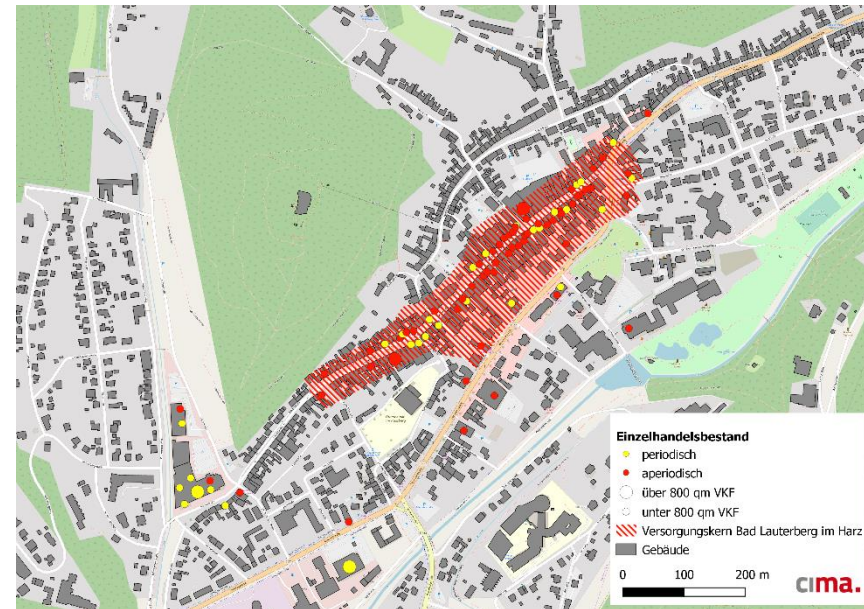 Einzelhandelsbestand
periodisch
aperiodisch
über 800 qm VKF
unter 800 qm VKF
Versorgungskern Bad Lauterberg im Harz
Gebäude
0 100 200 m
cima.